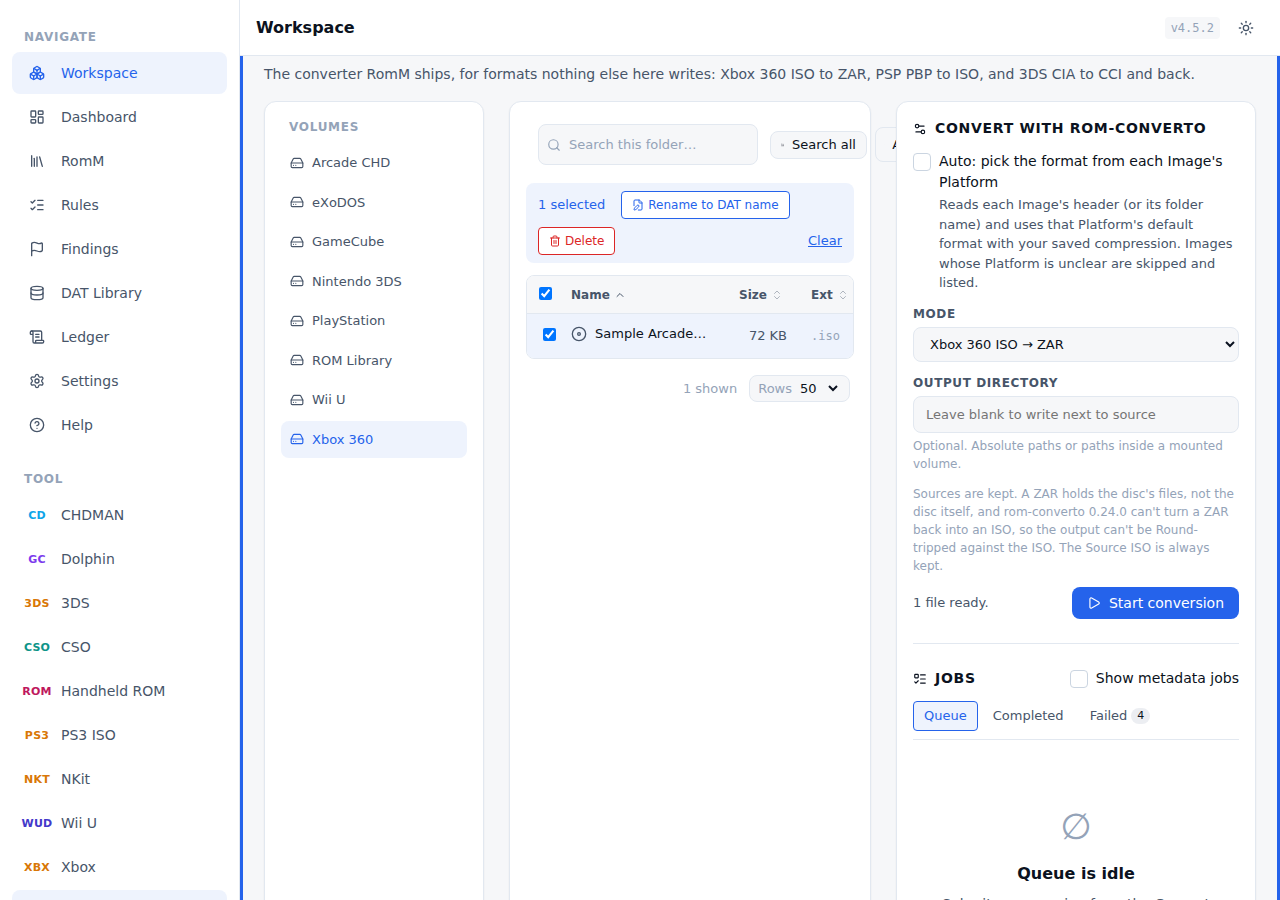 NAVIGATE
Workspace
Dashboard
RomM
Rules
Findings
DAT Library
Ledger
Settings
Help
TOOL
CD CHDMAN
GC Dolphin
3DS 3DS
CSO CSO
ROM Handheld ROM
PS3 PS3 ISO
NKT NKit
WUD Wii U
XBX Xbox
Workspace
v4.5.2
The converter RomM ships, for formats nothing else here writes: Xbox 360 ISO to ZAR, PSP PBP to ISO, and 3DS CIA to CCI and back.
VOLUMES
Arcade CHD
eXoDOS
GameCube
Nintendo 3DS
PlayStation
ROM Library
Wii U
Xbox 360
Search this folder…
Search all
1 selected
Rename to DAT name
Delete
Clear
Name Size Ext
Sample Arcade… 72 KB .iso
1 shown Rows 50
CONVERT WITH ROM-CONVERTO
Auto: pick the format from each Image's
Platform
Reads each Image's header (or its folder
name) and uses that Platform's default
format with your saved compression. Images
whose Platform is unclear are skipped and
listed.
MODE
Xbox 360 ISO → ZAR
OUTPUT DIRECTORY
Leave blank to write next to source
Optional. Absolute paths or paths inside a mounted
volume.
Sources are kept. A ZAR holds the disc's files, not the
disc itself, and rom-converto 0.24.0 can't turn a ZAR
back into an ISO, so the output can't be Round-
tripped against the ISO. The Source ISO is always
kept.
1 file ready.
Start conversion
JOBS
Show metadata jobs
Queue Completed Failed 4
Queue is idle